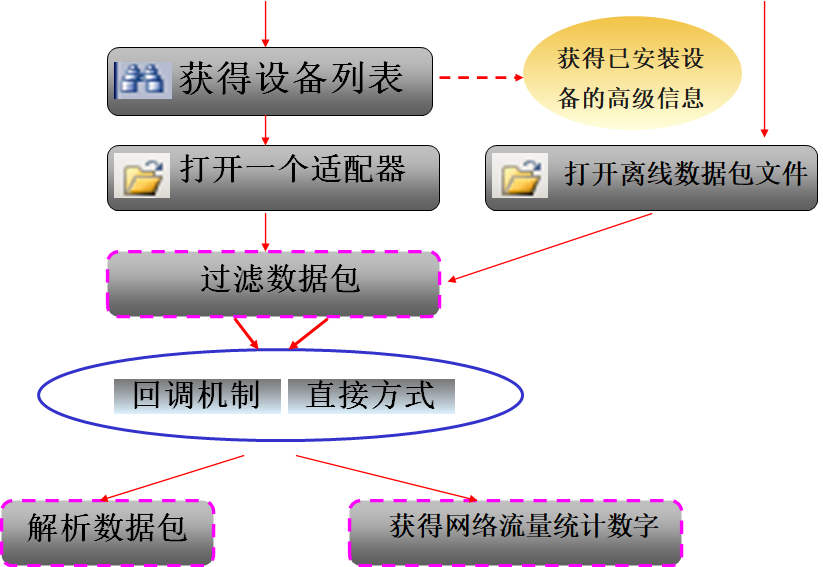 获得设备列表
获得已安装设
备的高级信息
打开一个适配器
打开离线数据包文件
过滤数据包
回调机制
直接方式
解析数据包
获得网络流量统计数字